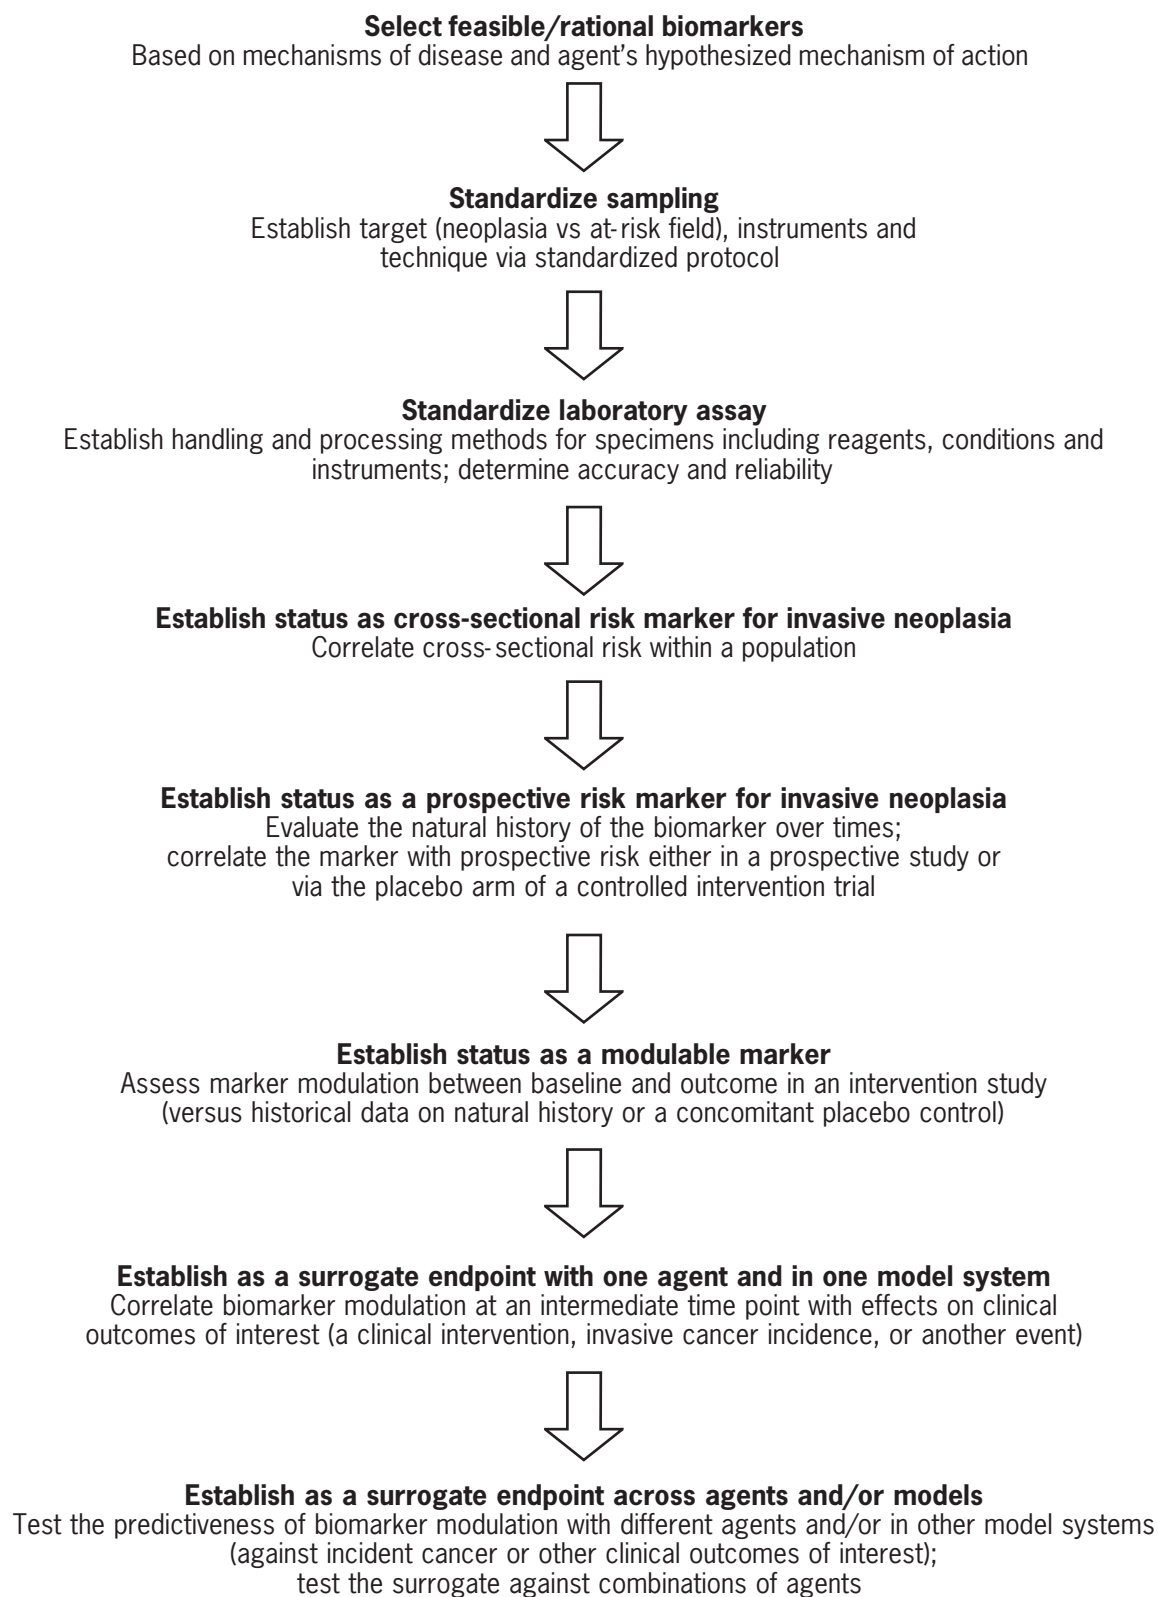 Select feasible/rational biomarkers
Based on mechanisms of disease and agent's hypothesized mechanism of action
Standardize sampling
Establish target (neoplasia vs at-risk field), instruments and
technique via standardized protocol
Standardize laboratory assay
Establish handling and processing methods for specimens including reagents, conditions and
instruments; determine accuracy and reliability
Establish status as cross-sectional risk marker for invasive neoplasia
Correlate cross-sectional risk within a population
Establish status as a prospective risk marker for invasive neoplasia
Evaluate the natural history of the biomarker over times;
correlate the marker with prospective risk either in a prospective study or
via the placebo arm of a controlled intervention trial
Establish status as a modulable marker
Assess marker modulation between baseline and outcome in an intervention study
(versus historical data on natural history or a concomitant placebo control)
Establish as a surrogate endpoint with one agent and in one model system
Correlate biomarker modulation at an intermediate time point with effects on clinical
outcomes of interest (a clinical intervention, invasive cancer incidence, or another event)
Establish as a surrogate endpoint across agents and/or models
Test the predictiveness of biomarker modulation with different agents and/or in other model systems
(against incident cancer or other clinical outcomes of interest);
test the surrogate against combinations of agents